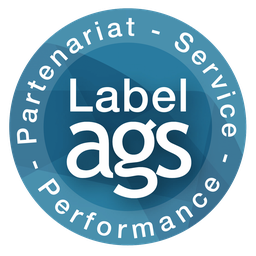 - Partenariat - Service
Label
ags
- Performance -